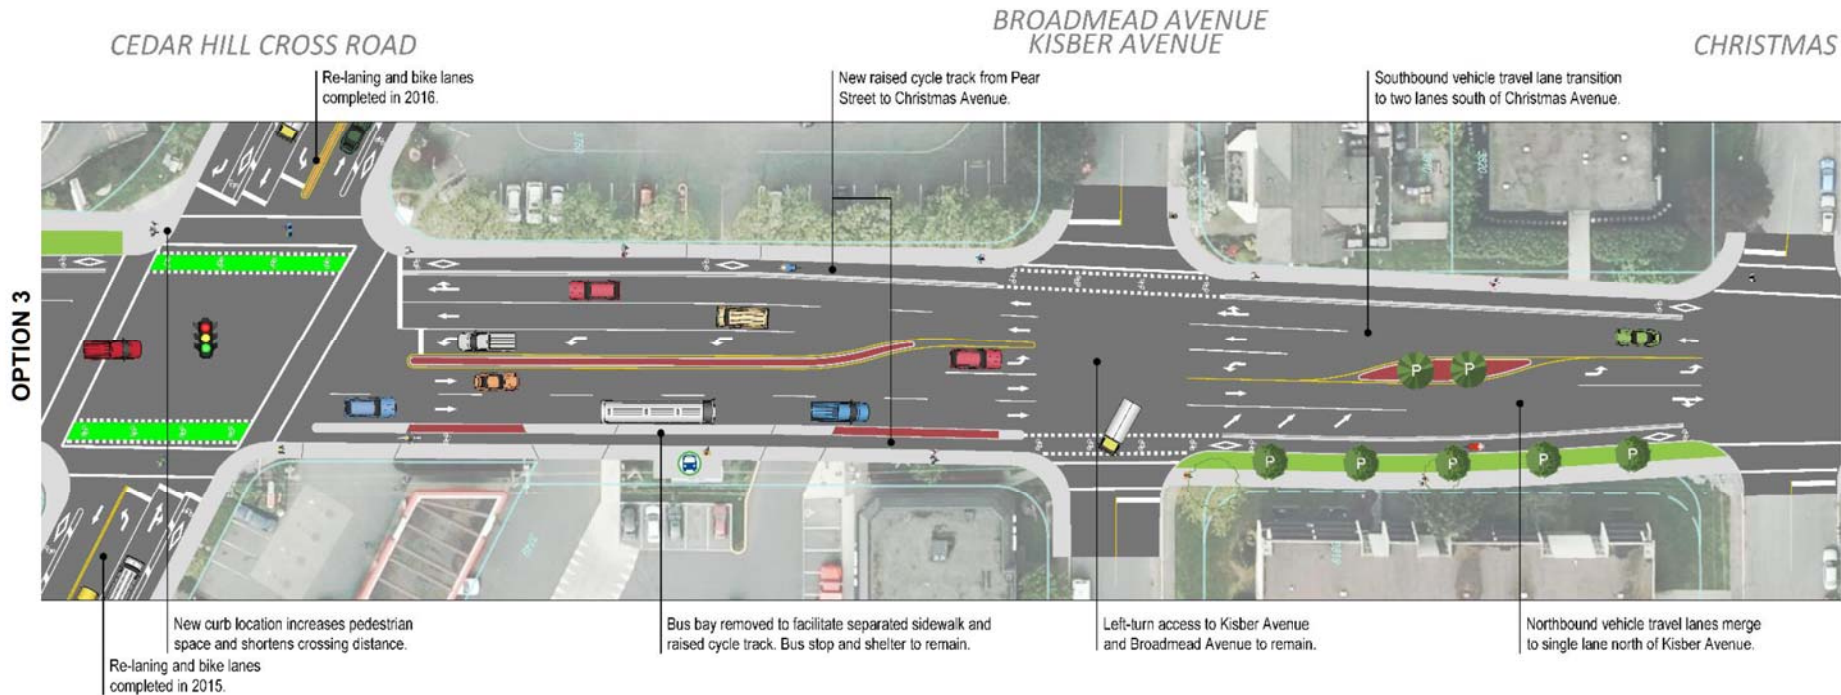 BROADMEAD AVENUE
CEDAR HILL CROSS ROAD
KISBER AVENUE
CHRISTMAS
Re-laning and bike lanes
completed in 2016.
New raised cycle track from Pear
Street to Christmas Avenue.
Southbound vehicle travel lane transition
to two lanes south of Christmas Avenue.
OPTION 3
P
P
P
P
P
P
P
New curb location increases pedestrian
space and shortens crossing distance.
Re-laning and bike lanes
completed in 2015.
Bus bay removed to facilitate separated sidewalk and
raised cycle track. Bus stop and shelter to remain.
Left-turn access to Kisber Avenue
and Broadmead Avenue to remain.
Northbound vehicle travel lanes merge
to single lane north of Kisber Avenue.